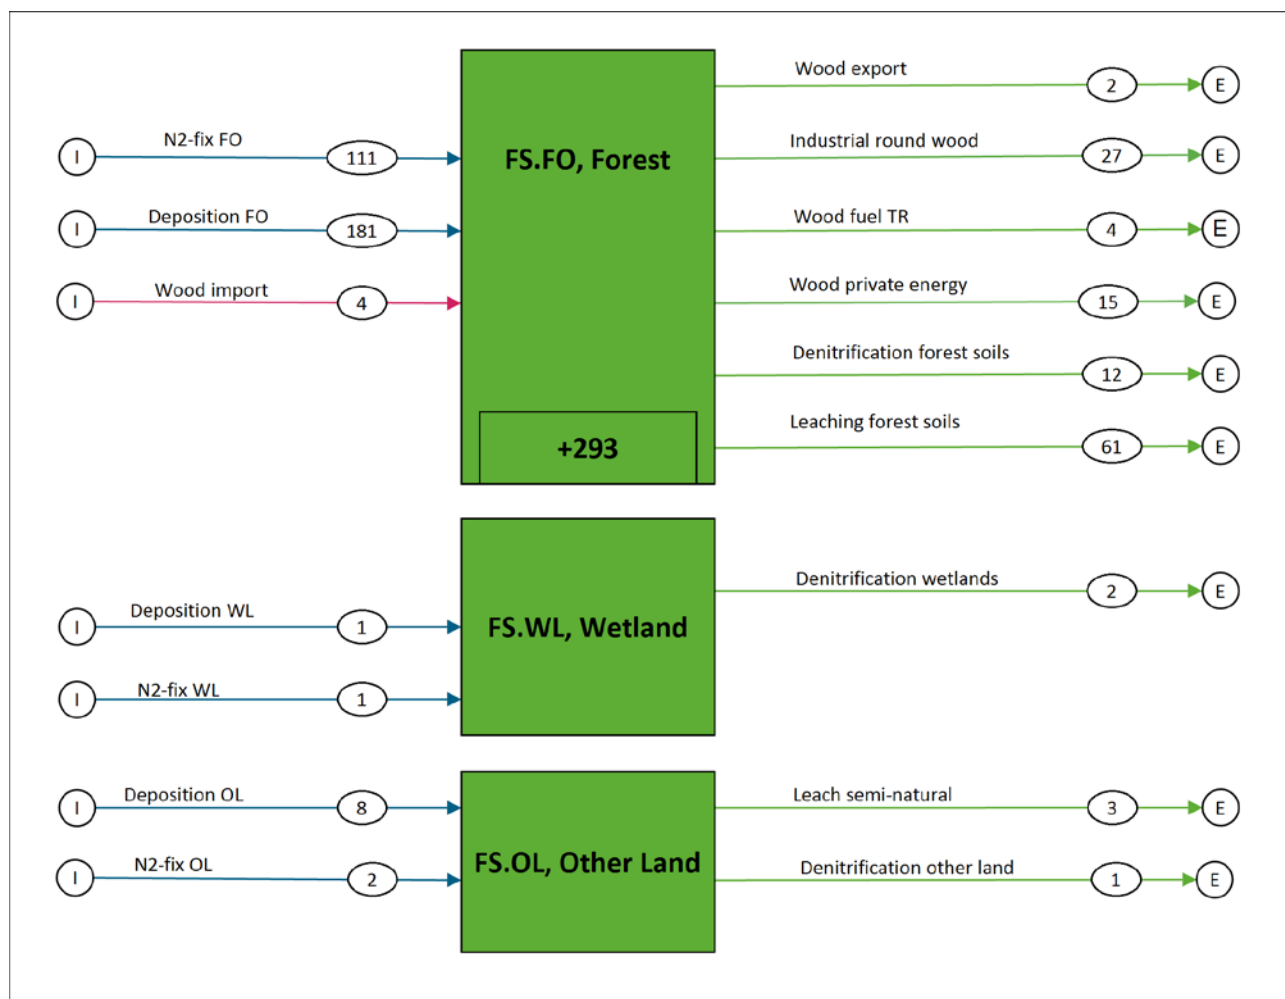 Wood export
2
E
I
N2-fix FO
111
FS.FO, Forest
Industrial round wood
27
E
I
Deposition FO
181
Wood fuel TR
4
E
I
Wood import
4
Wood private energy
15
E
Denitrification forest soils
12
E
+293
Leaching forest soils
61
E
I
Deposition WL
1
FS.WL, Wetland
Denitrification wetlands
2
E
I
N2-fix WL
1
I
Deposition OL
8
FS.OL, Other Land
Leach semi-natural
3
E
I
N2-fix OL
2
Denitrification other land
1
E